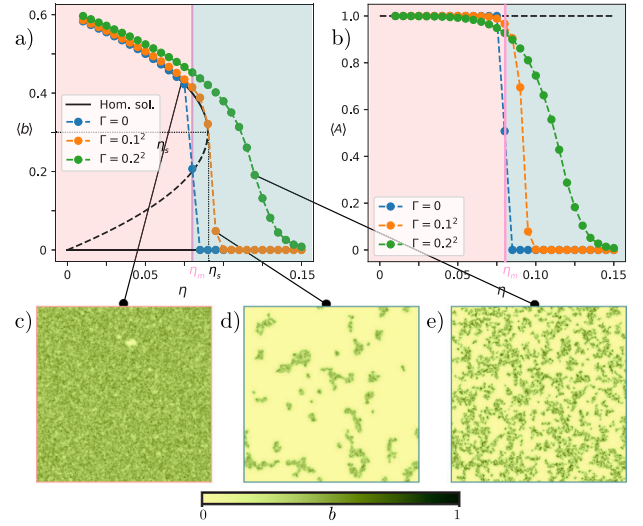 a)
0.6
0.4
0.2
0
⟨b⟩
Hom. sol.
Γ = 0
Γ = 0.1²
Γ = 0.2²
η_s
0
0.05
0.15
η_m
η_s
η
b)
1.0
0.8
0.6
0.4
0.2
0
⟨A⟩
Γ = 0
Γ = 0.1²
Γ = 0.2²
0
0.05
0.100
0.15
η_m
η
c)
d)
e)
0
b
1